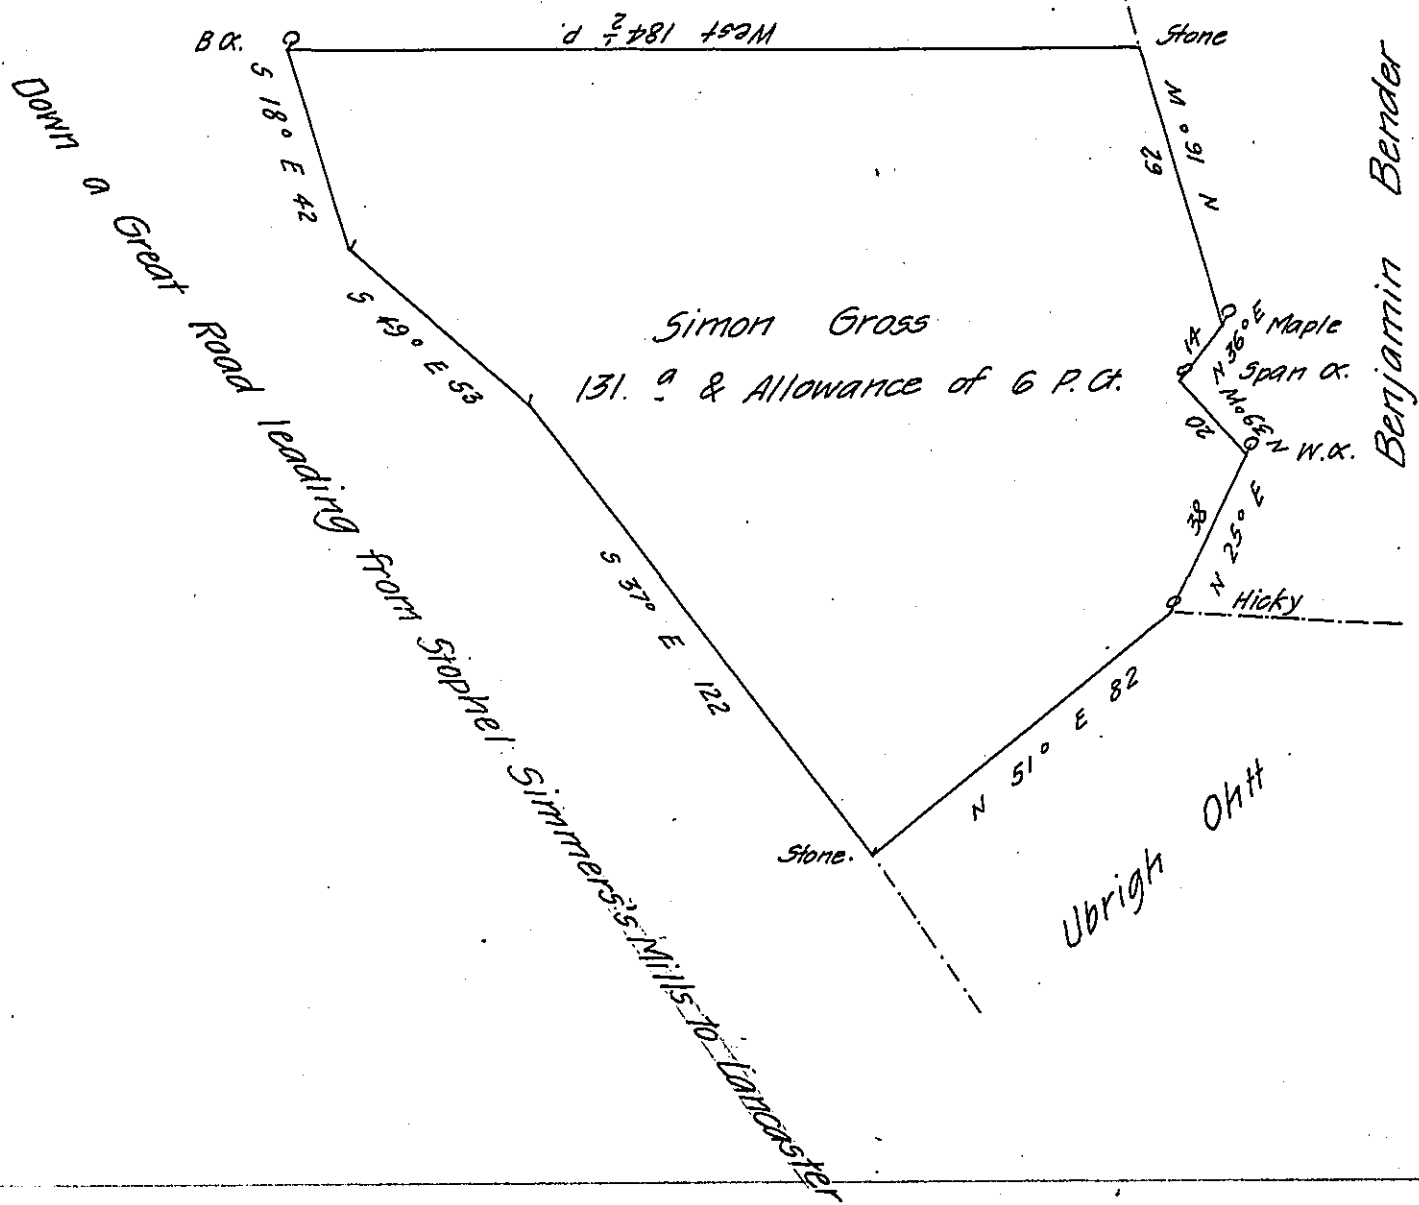 B α.
West 184 ½ P.
Stone
S 18° E 42
N 16° W
62
Benjamin Bender
Down a Great Road leading from Stophel Simmers's Mills to Lancaster
S 49° E 53
Simon Gross
131. a & Allowance of 6 P. Ct.
14
N 36° E
Maple
Span α.
20
N 39° W
W. α.
38
N 25° E
S 37° E 122
Hicky
N 51° E 82
Stone.
Ubrigh Ohtt